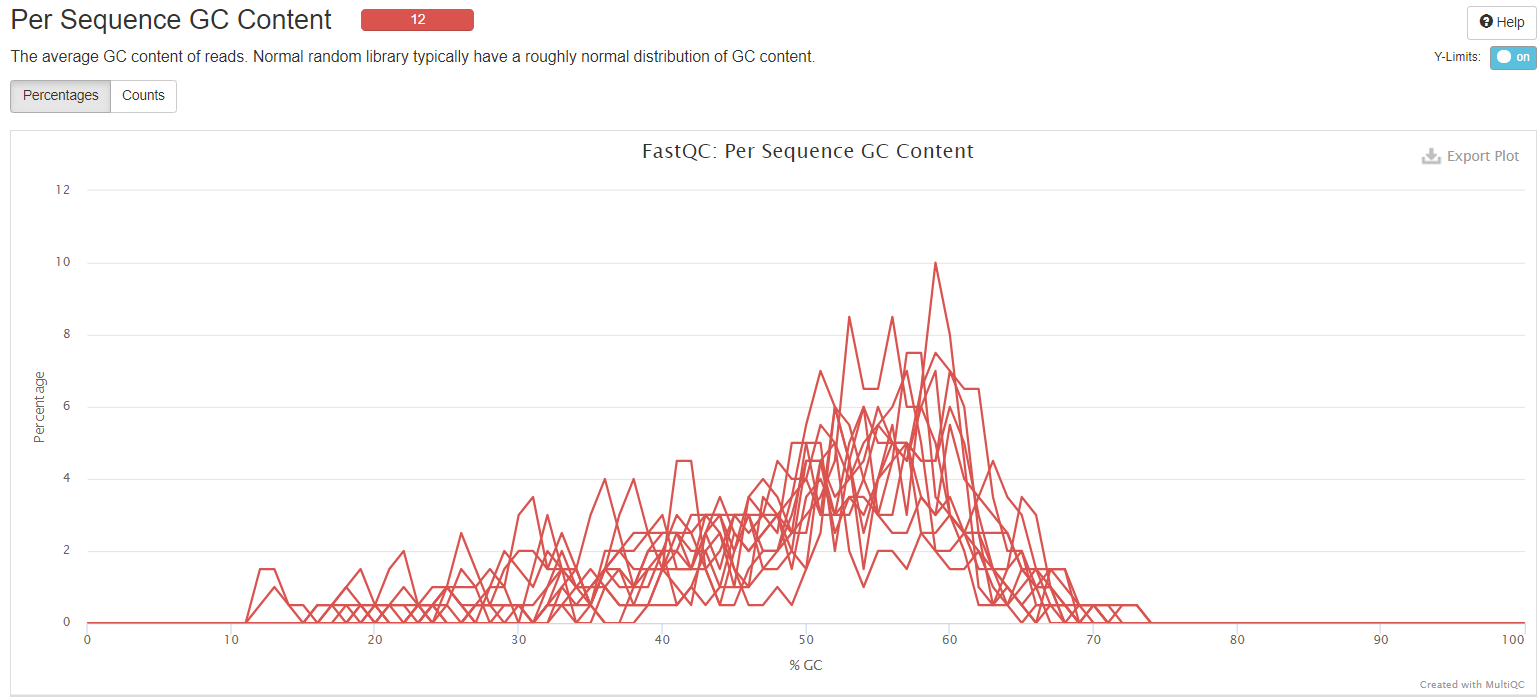 Per Sequence GC Content 12
Help
The average GC content of reads. Normal random library typically have a roughly normal distribution of GC content.
Y-Limits: on
Percentages Counts
FastQC: Per Sequence GC Content
Export Plot
12
10
8
6
4
2
0
Percentage
0 10 20 30 40 50 60 70 80 90 100
% GC
Created with MultiQC